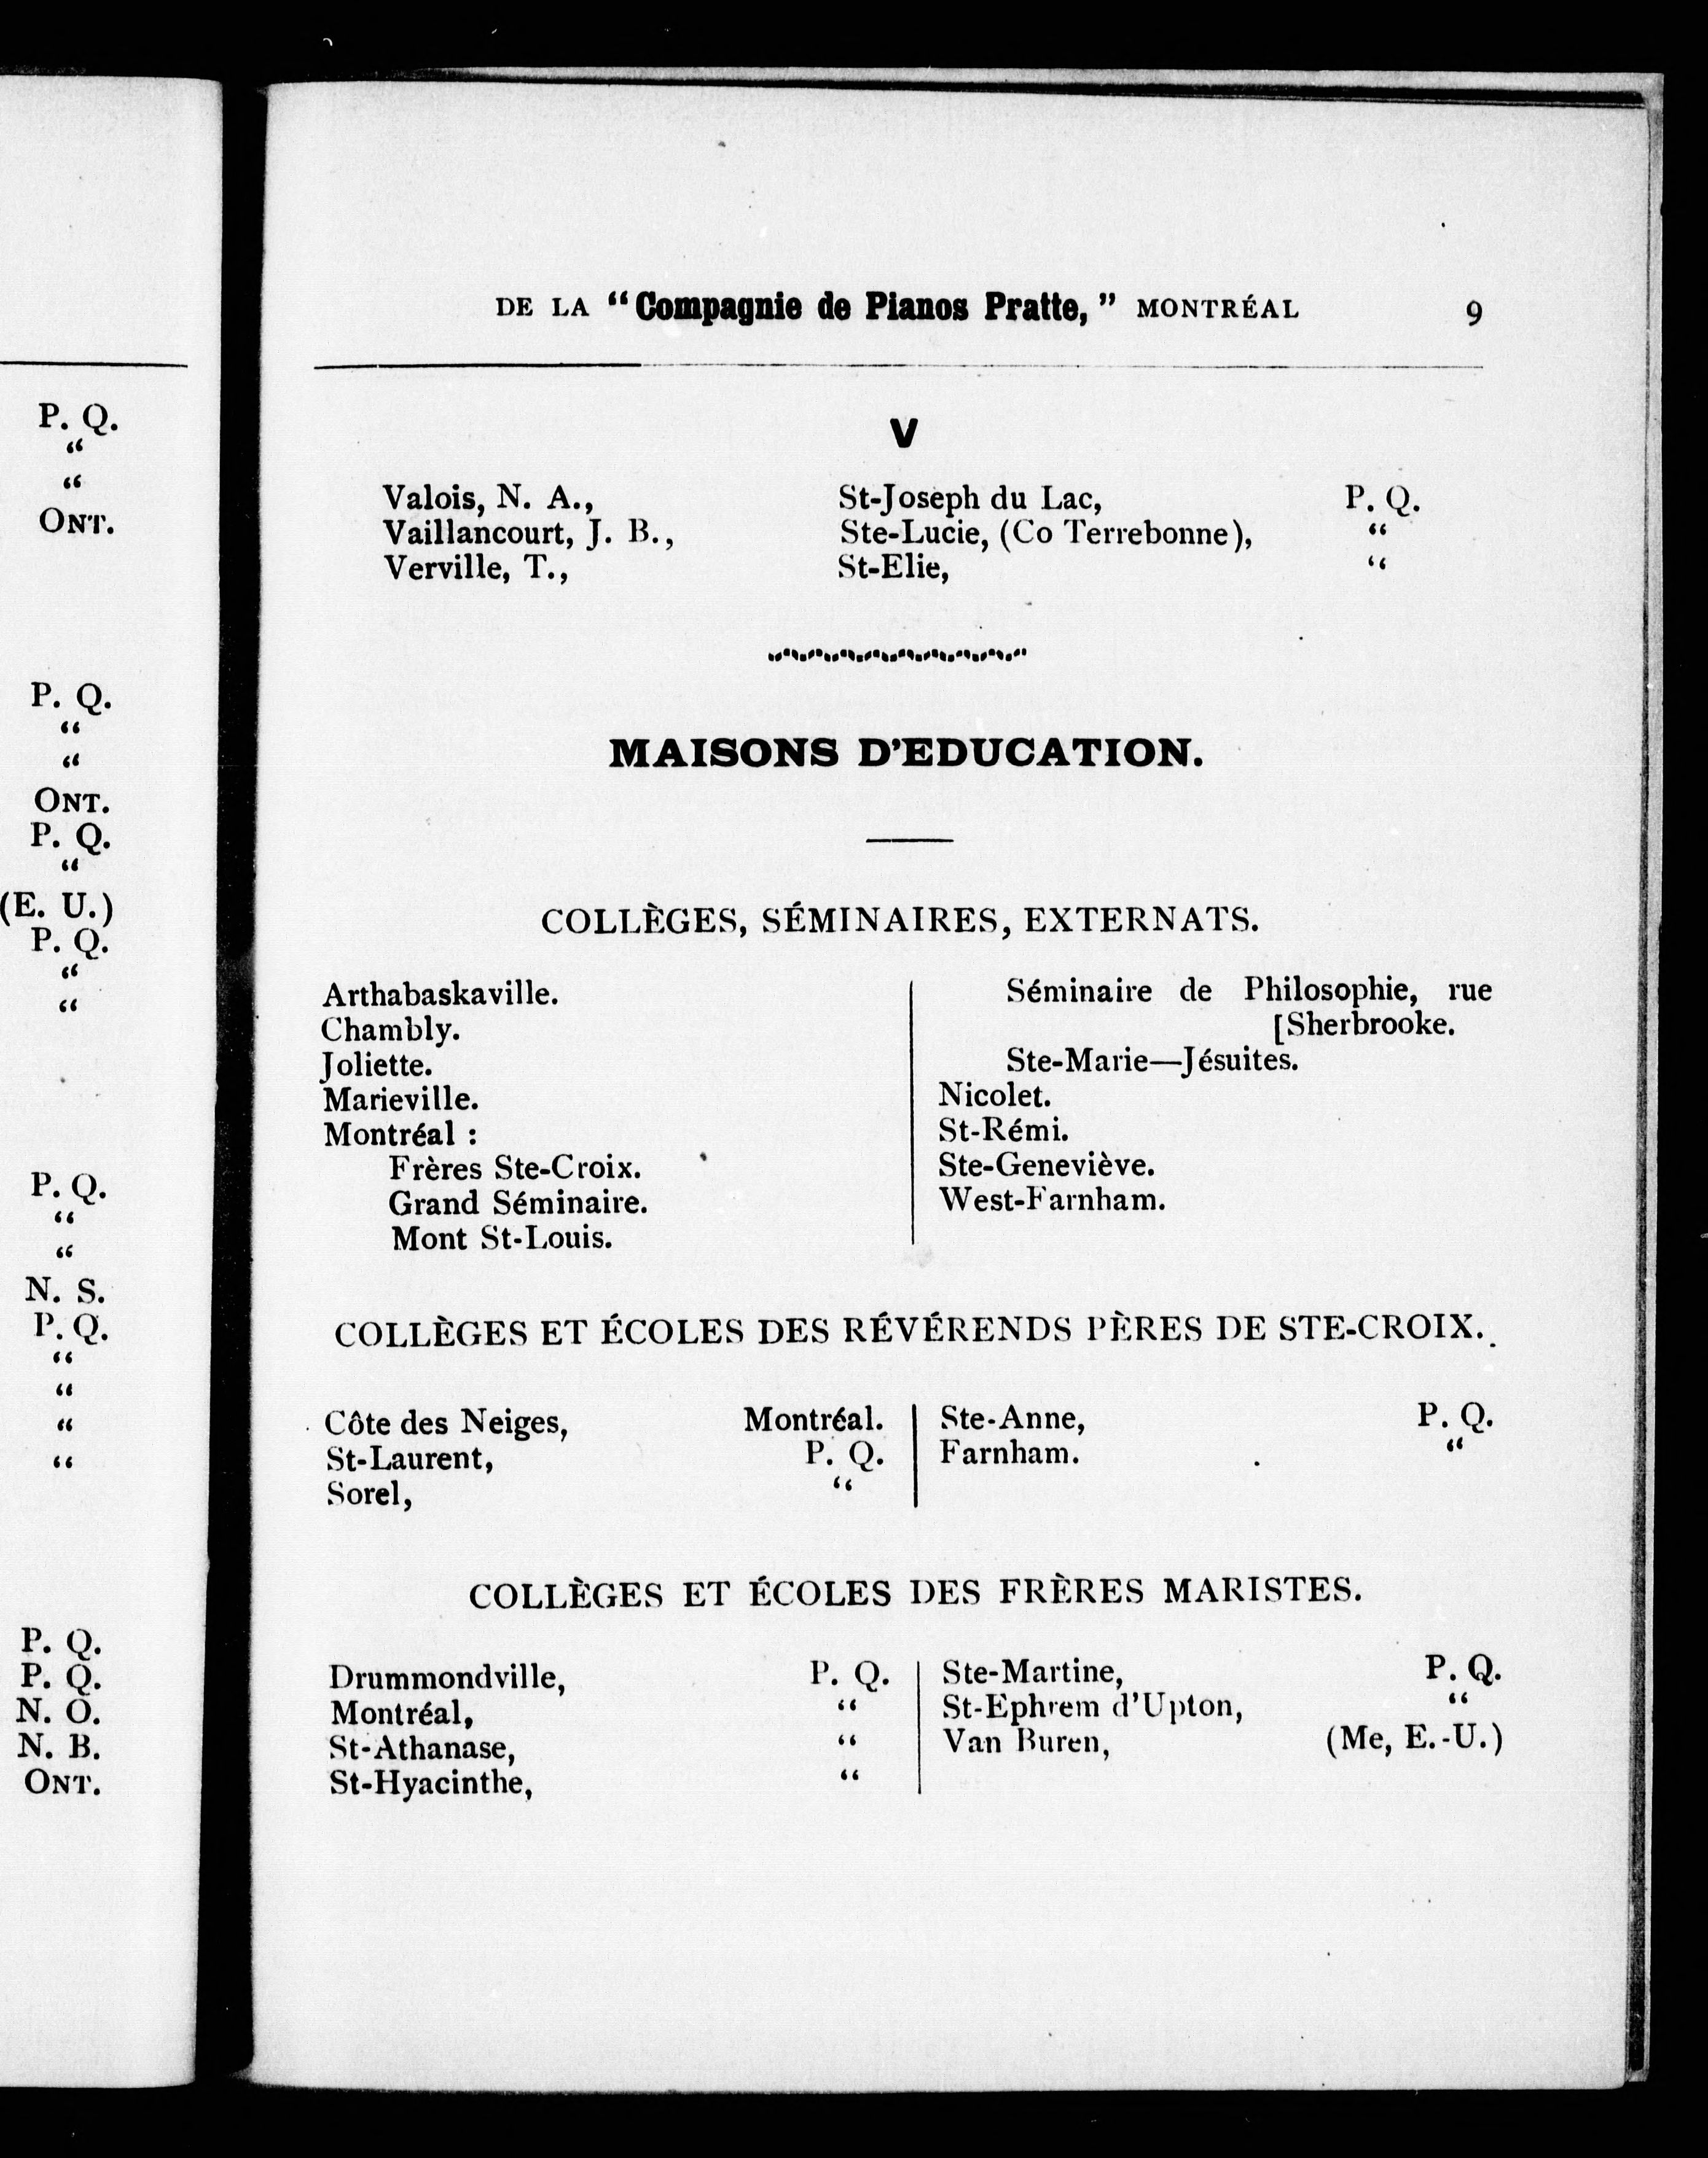 P. Q.
“
“
ONT.
P. Q.
“
“
ONT.
P. Q.
“
(E. U.)
P. Q.
“
“
P. Q.
“
“
N. S.
P. Q.
“
“
“
“
P. Q.
P. Q.
N. O.
N. B.
ONT.
DE LA “Compagnie de Pianos Pratte,” MONTRÉAL 9
V
Valois, N. A., St-Joseph du Lac, P. Q.
Vaillancourt, J. B., Ste-Lucie, (Co Terrebonne), “
Verville, T., St-Elie, “
MAISONS D'EDUCATION.
COLLÈGES, SÉMINAIRES, EXTERNATS.
Arthabaskaville.
Chambly.
Joliette.
Marieville.
Montréal :
Frères Ste-Croix.
Grand Séminaire.
Mont St-Louis.
Séminaire de Philosophie, rue
[Sherbrooke.
Ste-Marie—Jésuites.
Nicolet.
St-Rémi.
Ste-Geneviève.
West-Farnham.
COLLÈGES ET ÉCOLES DES RÉVÉRENDS PÈRES DE STE-CROIX.
Côte des Neiges, Montréal.
St-Laurent, P. Q.
Sorel, “
Ste-Anne, P. Q.
Farnham. “
COLLÈGES ET ÉCOLES DES FRÈRES MARISTES.
Drummondville, P. Q.
Montréal, “
St-Athanase, “
St-Hyacinthe, “
Ste-Martine, P. Q.
St-Ephrem d'Upton, “
Van Buren, (Me, E.-U.)